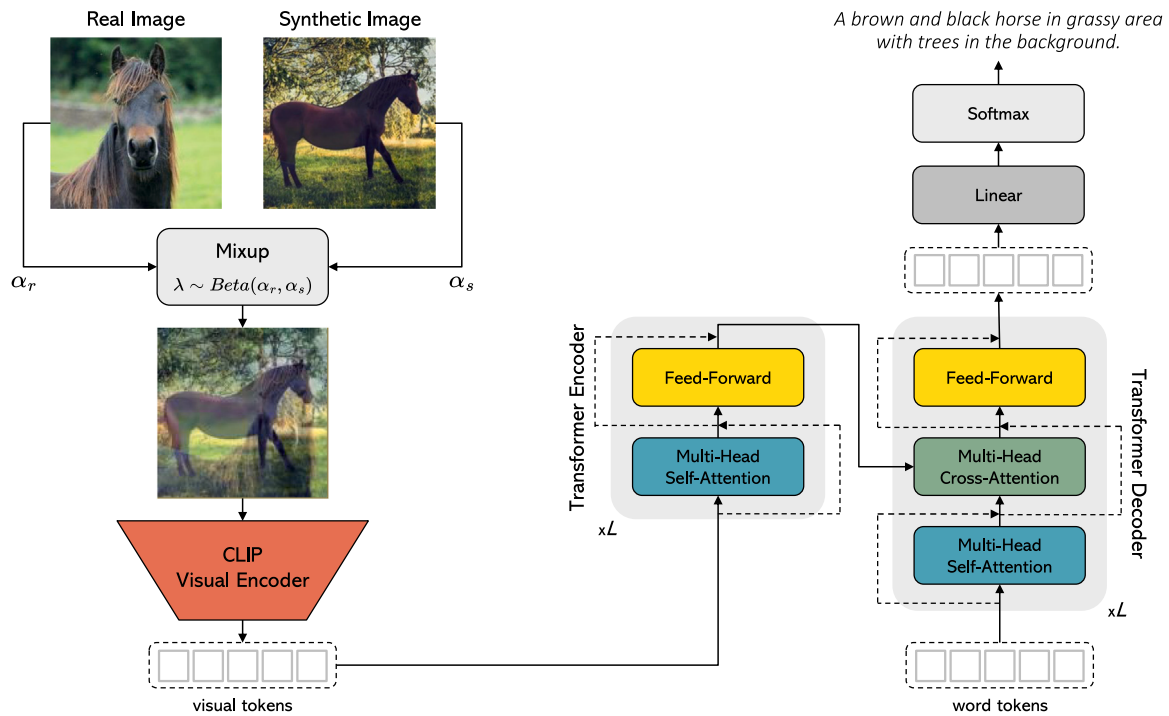 Real Image
Synthetic Image
Mixup
λ ∼ Beta(αr, αs)
αr
αs
CLIP
Visual Encoder
visual tokens
Transformer Encoder
Feed-Forward
Multi-Head
Self-Attention
xL
A brown and black horse in grassy area
with trees in the background.
Softmax
Linear
Transformer Decoder
Feed-Forward
Multi-Head
Cross-Attention
Multi-Head
Self-Attention
xL
word tokens